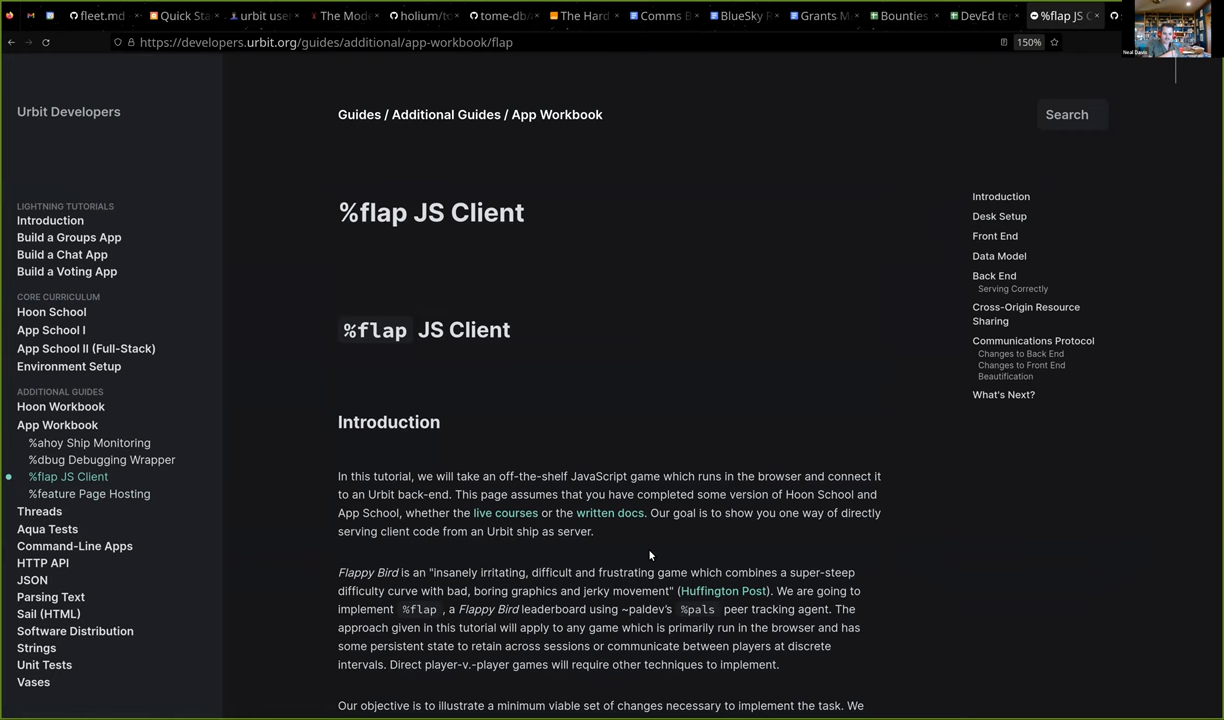 fleet.md
Quick Sta
urbit user
The Mod
holium/to
tome-db/
The Hard
Comms B
BlueSky R
Grants M
Bounties
DevEd te
%flap JS C
https://developers.urbit.org/guides/additional/app-workbook/flap
150%
Neal Davis
Urbit Developers
Guides / Additional Guides / App Workbook
Search
LIGHTNING TUTORIALS
Introduction
Build a Groups App
Build a Chat App
Build a Voting App
CORE CURRICULUM
Hoon School
App School I
App School II (Full-Stack)
Environment Setup
ADDITIONAL GUIDES
Hoon Workbook
App Workbook
%ahoy Ship Monitoring
%dbug Debugging Wrapper
%flap JS Client
%feature Page Hosting
Threads
Aqua Tests
Command-Line Apps
HTTP API
JSON
Parsing Text
Sail (HTML)
Software Distribution
Strings
Unit Tests
Vases
%flap JS Client
%flap JS Client
Introduction
In this tutorial, we will take an off-the-shelf JavaScript game which runs in the browser and connect it
to an Urbit back-end. This page assumes that you have completed some version of Hoon School and
App School, whether the live courses or the written docs. Our goal is to show you one way of directly
serving client code from an Urbit ship as server.
Flappy Bird is an "insanely irritating, difficult and frustrating game which combines a super-steep
difficulty curve with bad, boring graphics and jerky movement" (Huffington Post). We are going to
implement %flap , a Flappy Bird leaderboard using ~paldev's %pals peer tracking agent. The
approach given in this tutorial will apply to any game which is primarily run in the browser and has
some persistent state to retain across sessions or communicate between players at discrete
intervals. Direct player-v.-player games will require other techniques to implement.
Our objective is to illustrate a minimum viable set of changes necessary to implement the task. We
Introduction
Desk Setup
Front End
Data Model
Back End
Serving Correctly
Cross-Origin Resource
Sharing
Communications Protocol
Changes to Back End
Changes to Front End
Beautification
What's Next?